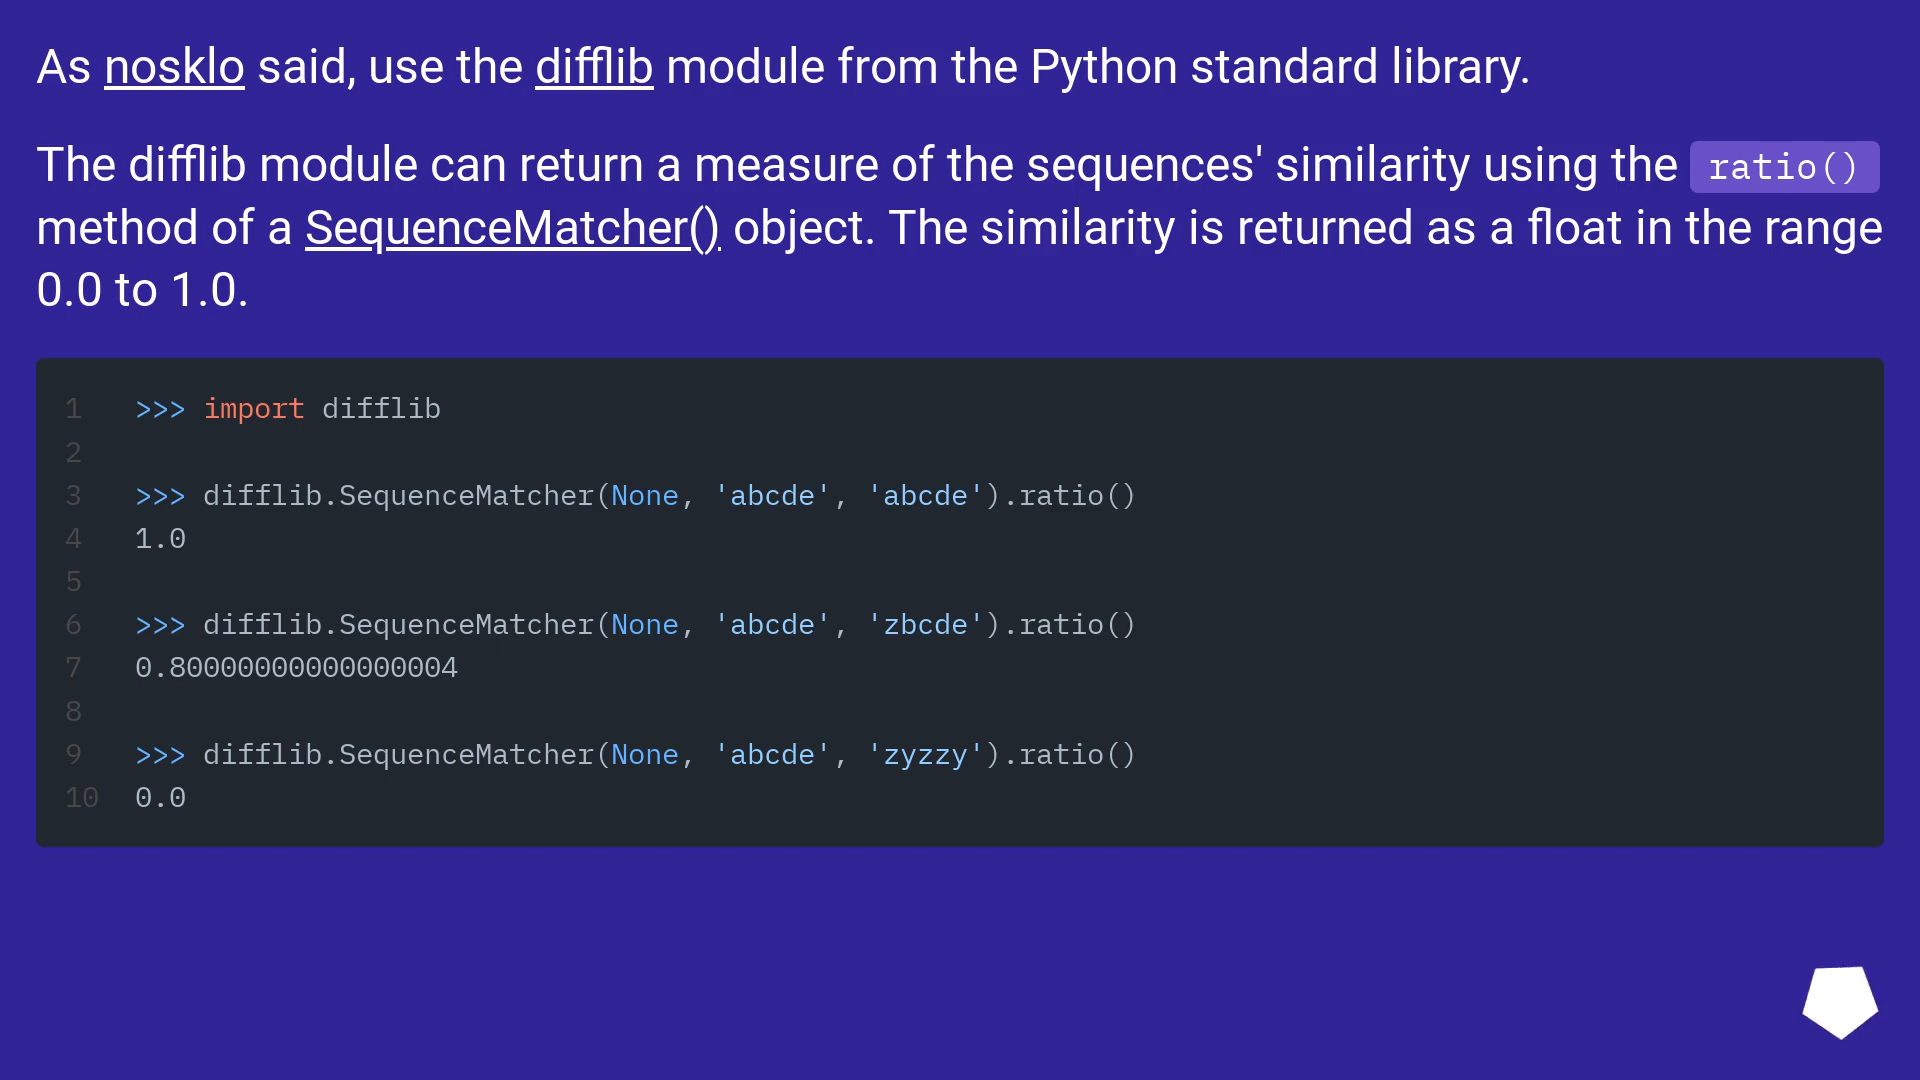 As nosklo said, use the difflib module from the Python standard library.
The difflib module can return a measure of the sequences' similarity using the ratio()
method of a SequenceMatcher() object. The similarity is returned as a float in the range
0.0 to 1.0.
1 >>> import difflib
2
3 >>> difflib.SequenceMatcher(None, 'abcde', 'abcde').ratio()
4 1.0
5
6 >>> difflib.SequenceMatcher(None, 'abcde', 'zbcde').ratio()
7 0.80000000000000004
8
9 >>> difflib.SequenceMatcher(None, 'abcde', 'zyzzy').ratio()
10 0.0